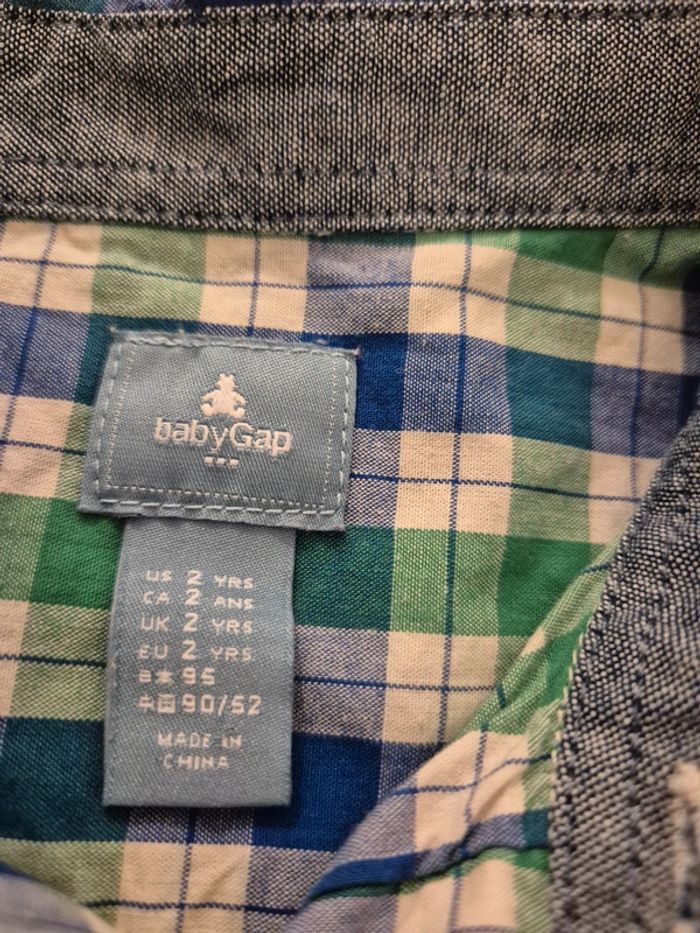 babyGap
US 2 YRS
CA 2 ANS
UK 2 YRS
EU 2 YRS
日本 95
中国 90/52
MADE IN
CHINA